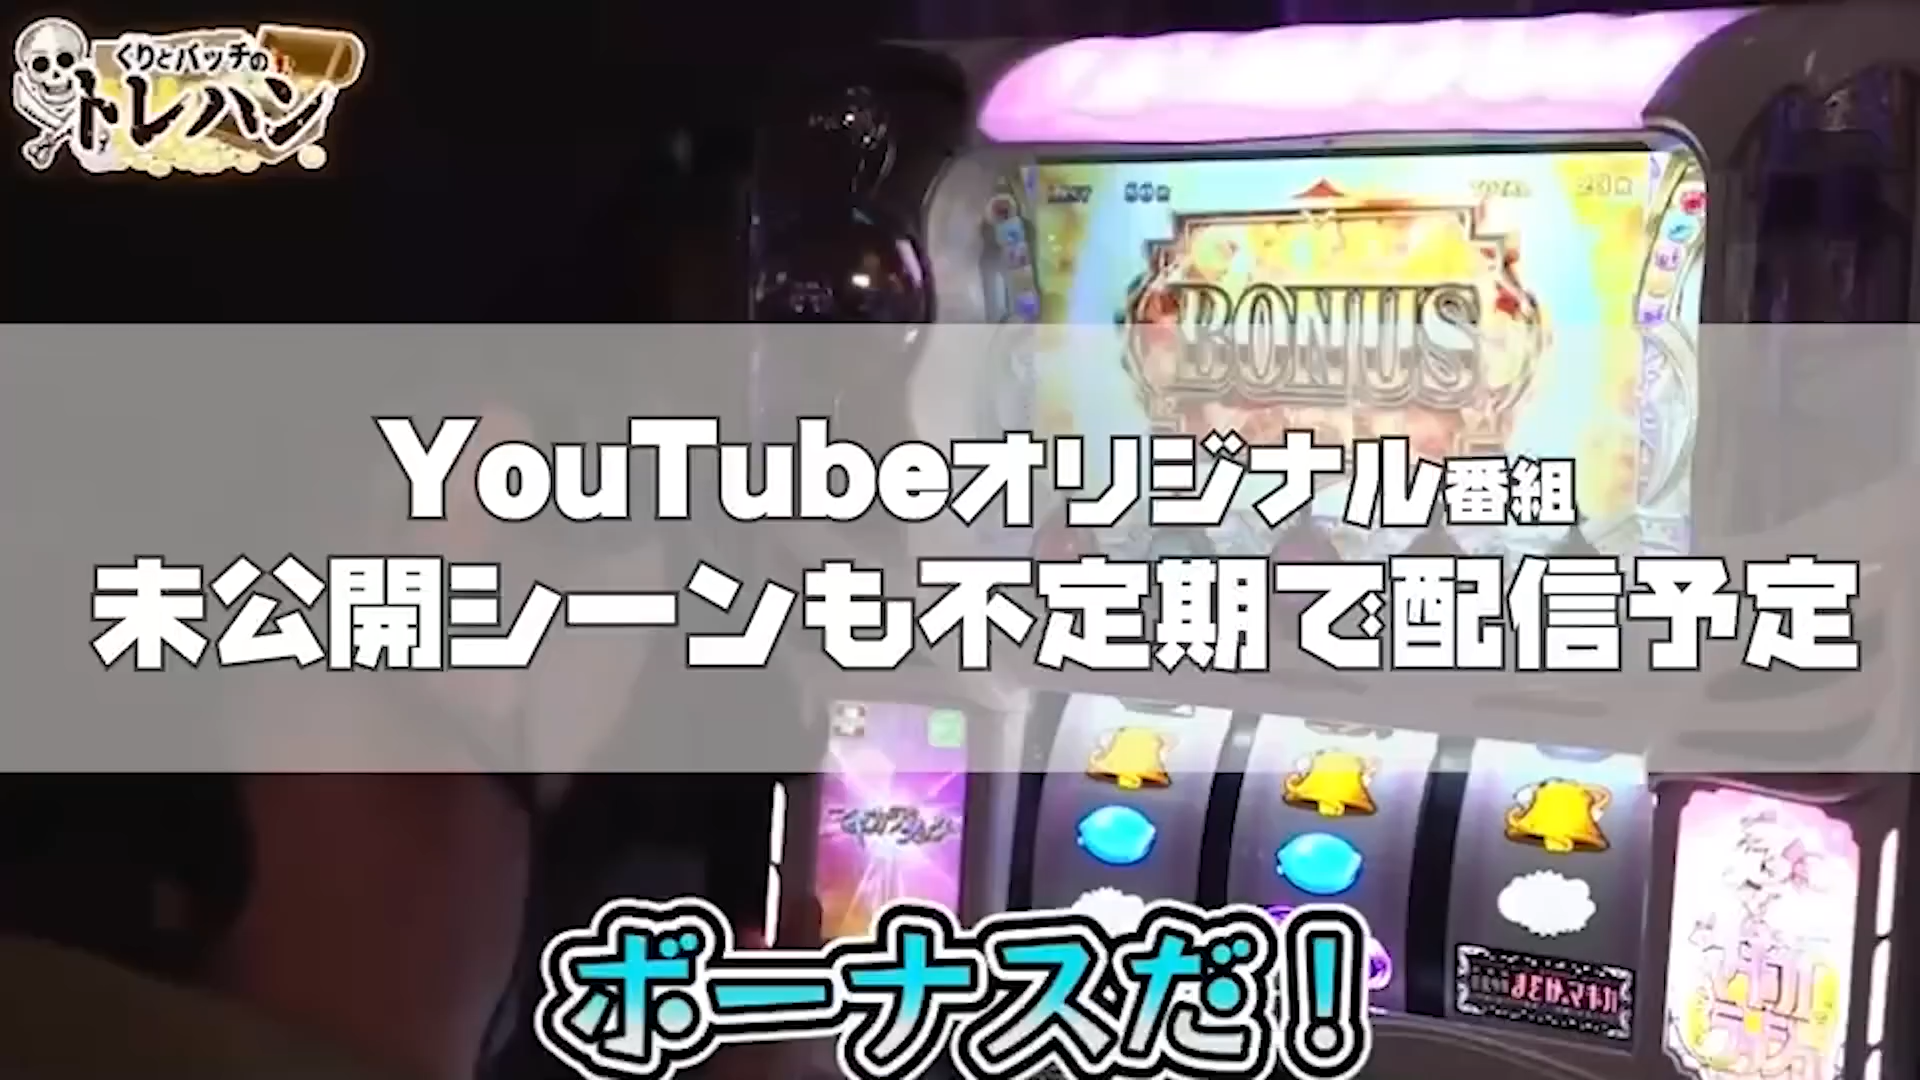 くりとバッチの
トレハン
BONUS
YouTubeオリジナル番組
未公開シーンも不定期で配信予定
ボーナスだ！